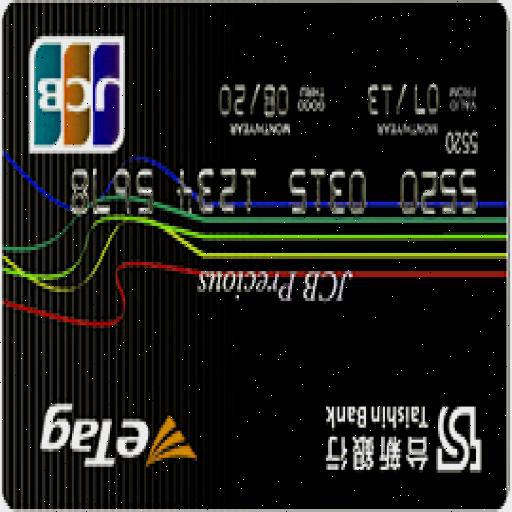 台新銀行
Taishin Bank
eTag
JCB Precious
5520 0315 1234 5678
5520
MONTH/YEAR MONTH/YEAR
VALID FROM 07/13 GOOD THRU 08/20
JCB